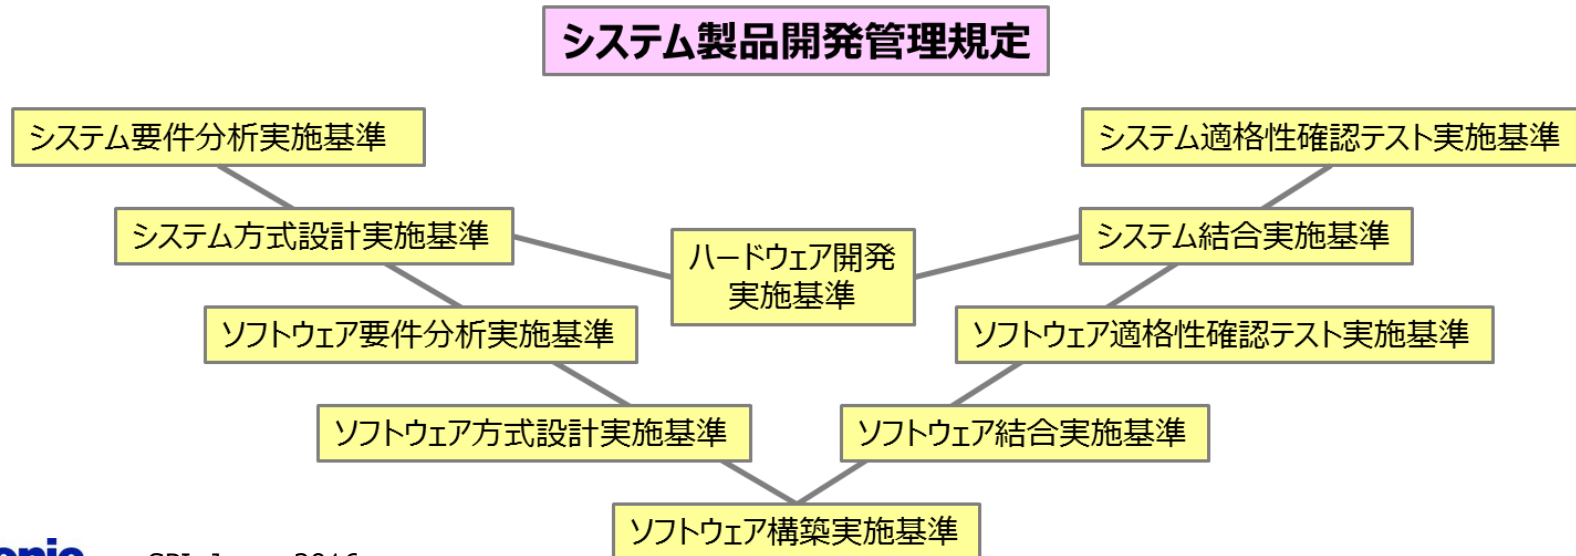 システム製品開発管理規定
システム要件分析実施基準
システム適格性確認テスト実施基準
システム方式設計実施基準
ハードウェア開発
実施基準
システム結合実施基準
ソフトウェア要件分析実施基準
ソフトウェア適格性確認テスト実施基準
ソフトウェア方式設計実施基準
ソフトウェア結合実施基準
ソフトウェア構築実施基準